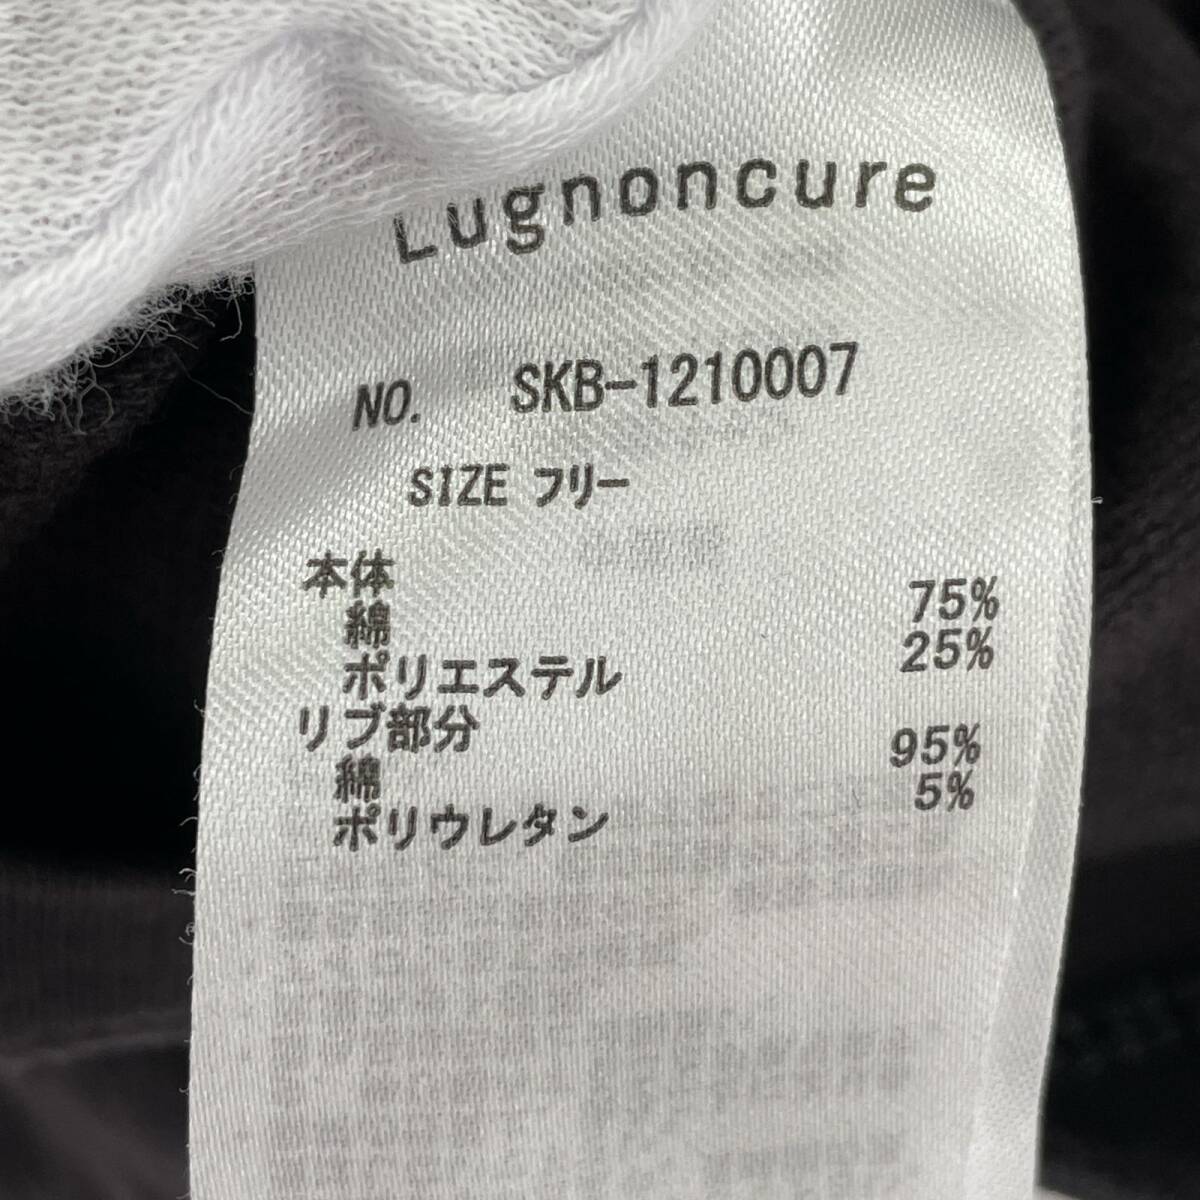 Lugnoncure
NO. SKB-1210007
SIZE フリー
本体
綿 75%
ポリエステル 25%
リブ部分
綿 95%
ポリウレタン 5%